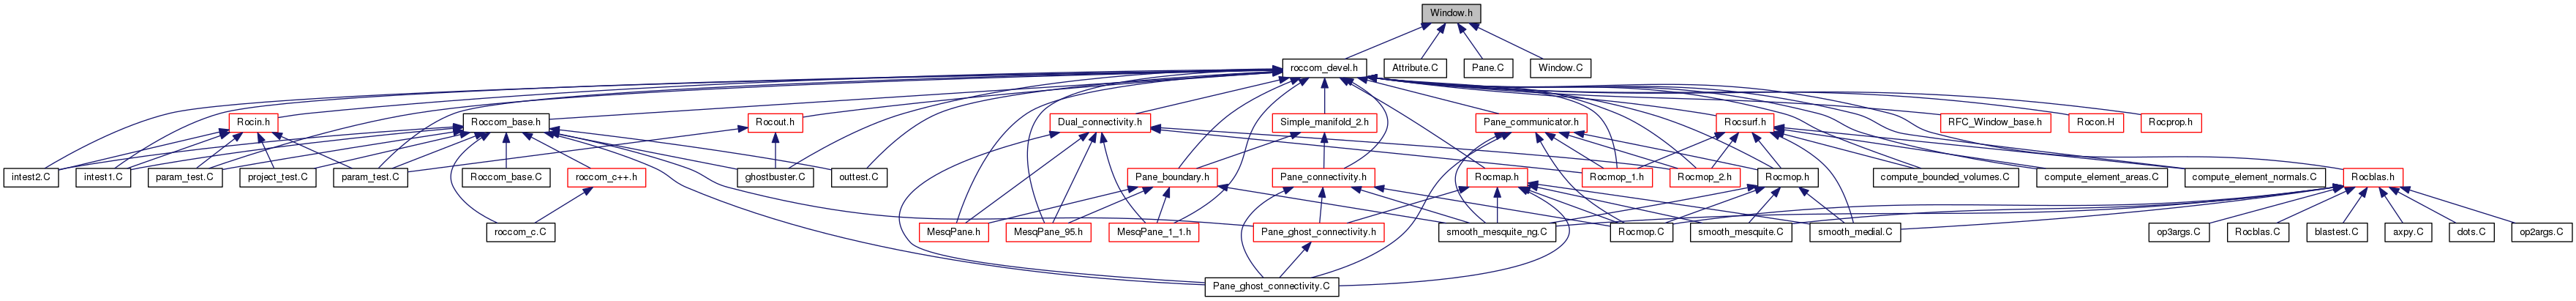 Window.h
roccom_devel.h
Attribute.C
Pane.C
Window.C
Rocin.h
Roccom_base.h
Rocout.h
Dual_connectivity.h
Simple_manifold_2.h
Pane_communicator.h
Rocsurf.h
RFC_Window_base.h
Rocon.H
Rocprop.h
intest2.C
intest1.C
param_test.C
project_test.C
param_test.C
Roccom_base.C
roccom_c++.h
ghostbuster.C
outtest.C
Pane_boundary.h
Pane_connectivity.h
Rocmap.h
Rocmop_1.h
Rocmop_2.h
Rocmop.h
compute_bounded_volumes.C
compute_element_areas.C
compute_element_normals.C
Rocblas.h
roccom_c.C
MesqPane.h
MesqPane_95.h
MesqPane_1_1.h
Pane_ghost_connectivity.h
smooth_mesquite_ng.C
Rocmop.C
smooth_mesquite.C
smooth_medial.C
op3args.C
Rocblas.C
blastest.C
axpy.C
dots.C
op2args.C
Pane_ghost_connectivity.C